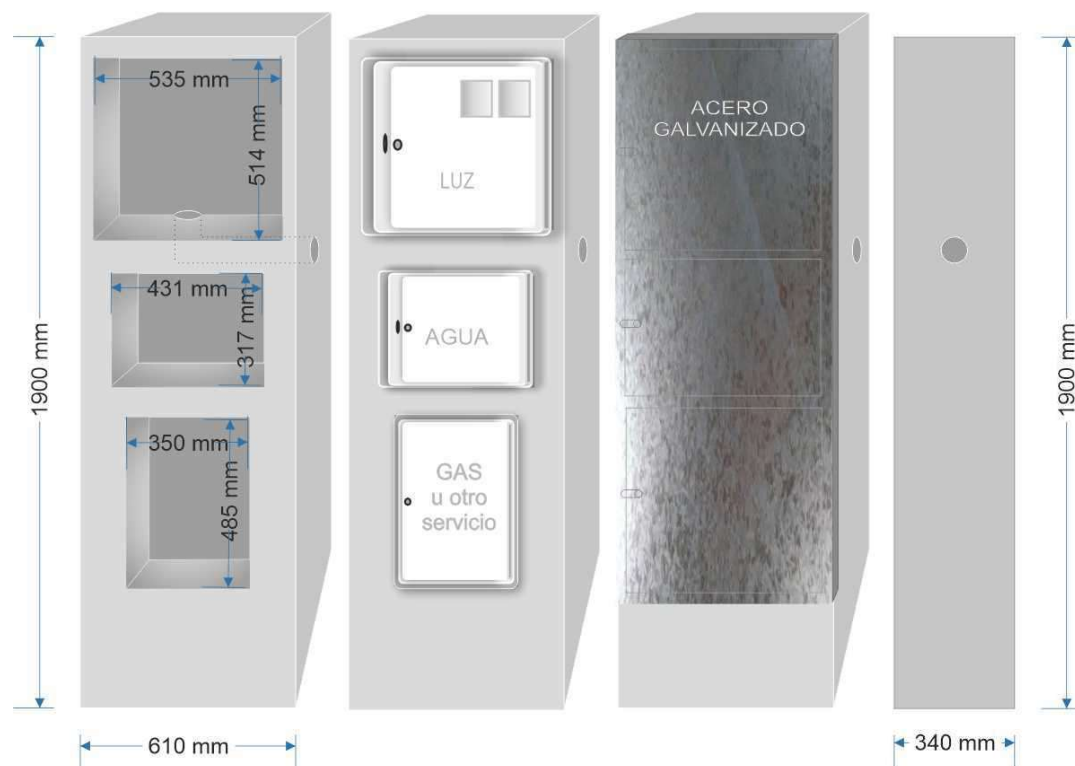 535 mm
514 mm
431 mm
317 mm
350 mm
485 mm
1900 mm
610 mm
LUZ
AGUA
GAS
u otro
servicio
ACERO
GALVANIZADO
1900 mm
340 mm